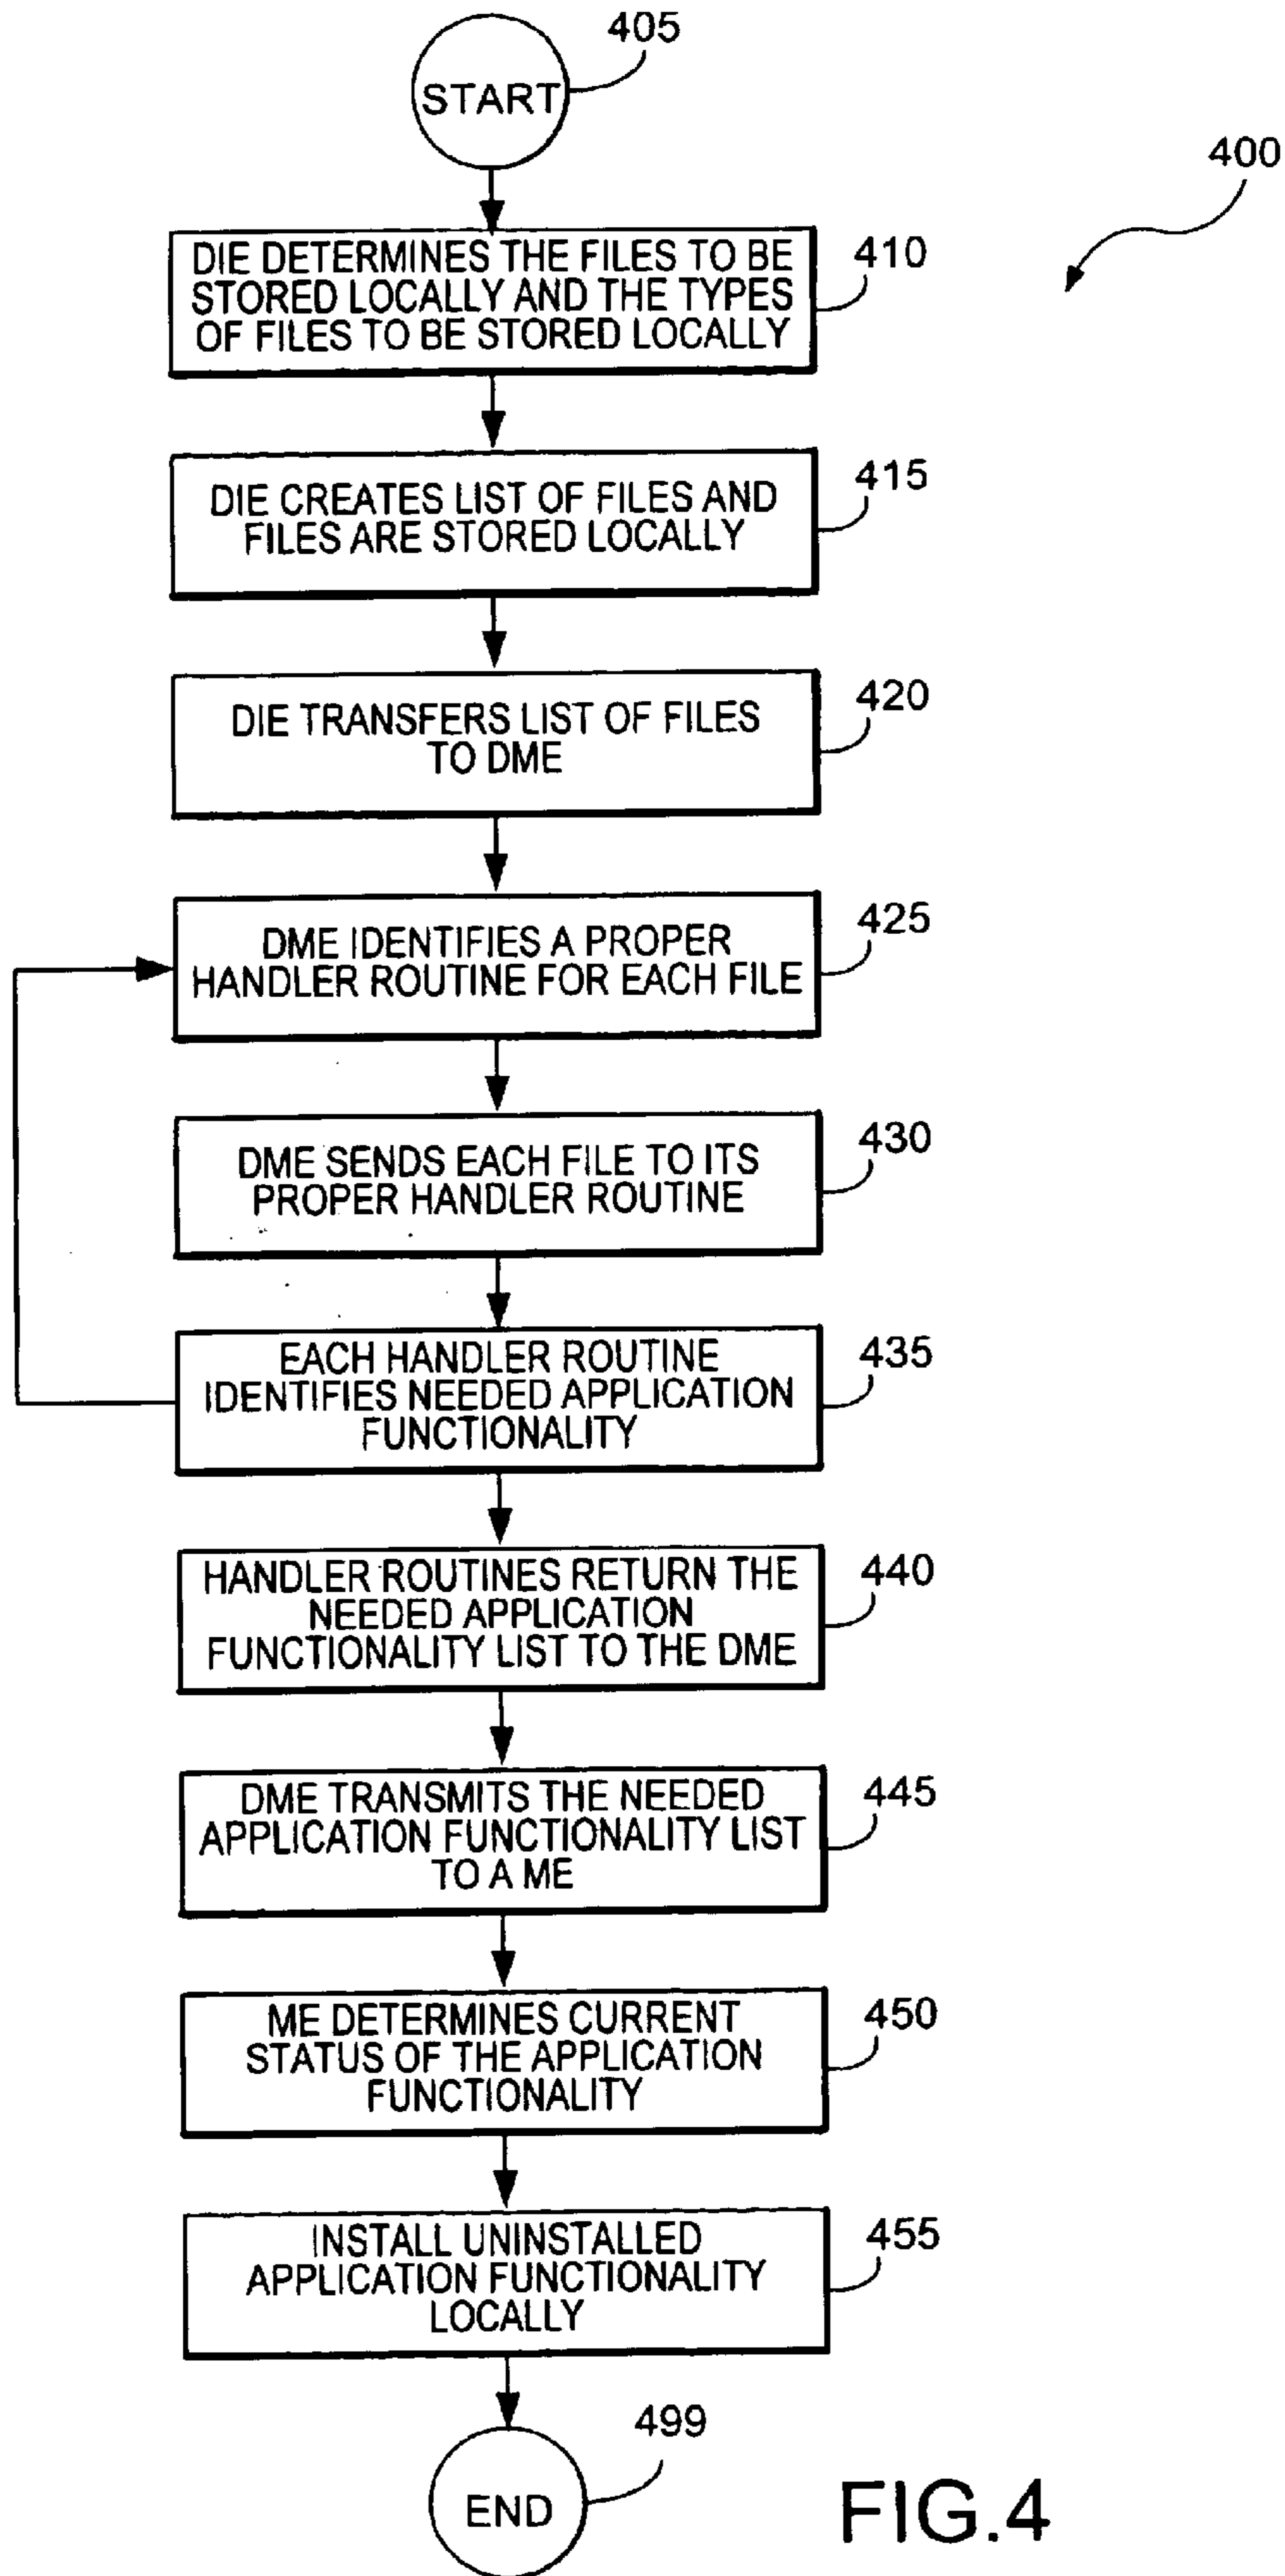 START
405
400
DIE DETERMINES THE FILES TO BE
STORED LOCALLY AND THE TYPES
OF FILES TO BE STORED LOCALLY
410
DIE CREATES LIST OF FILES AND
FILES ARE STORED LOCALLY
415
DIE TRANSFERS LIST OF FILES
TO DME
420
DME IDENTIFIES A PROPER
HANDLER ROUTINE FOR EACH FILE
425
DME SENDS EACH FILE TO ITS
PROPER HANDLER ROUTINE
430
EACH HANDLER ROUTINE
IDENTIFIES NEEDED APPLICATION
FUNCTIONALITY
435
HANDLER ROUTINES RETURN THE
NEEDED APPLICATION
FUNCTIONALITY LIST TO THE DME
440
DME TRANSMITS THE NEEDED
APPLICATION FUNCTIONALITY LIST
TO A ME
445
ME DETERMINES CURRENT
STATUS OF THE APPLICATION
FUNCTIONALITY
450
INSTALL UNINSTALLED
APPLICATION FUNCTIONALITY
LOCALLY
455
END
499
FIG.4